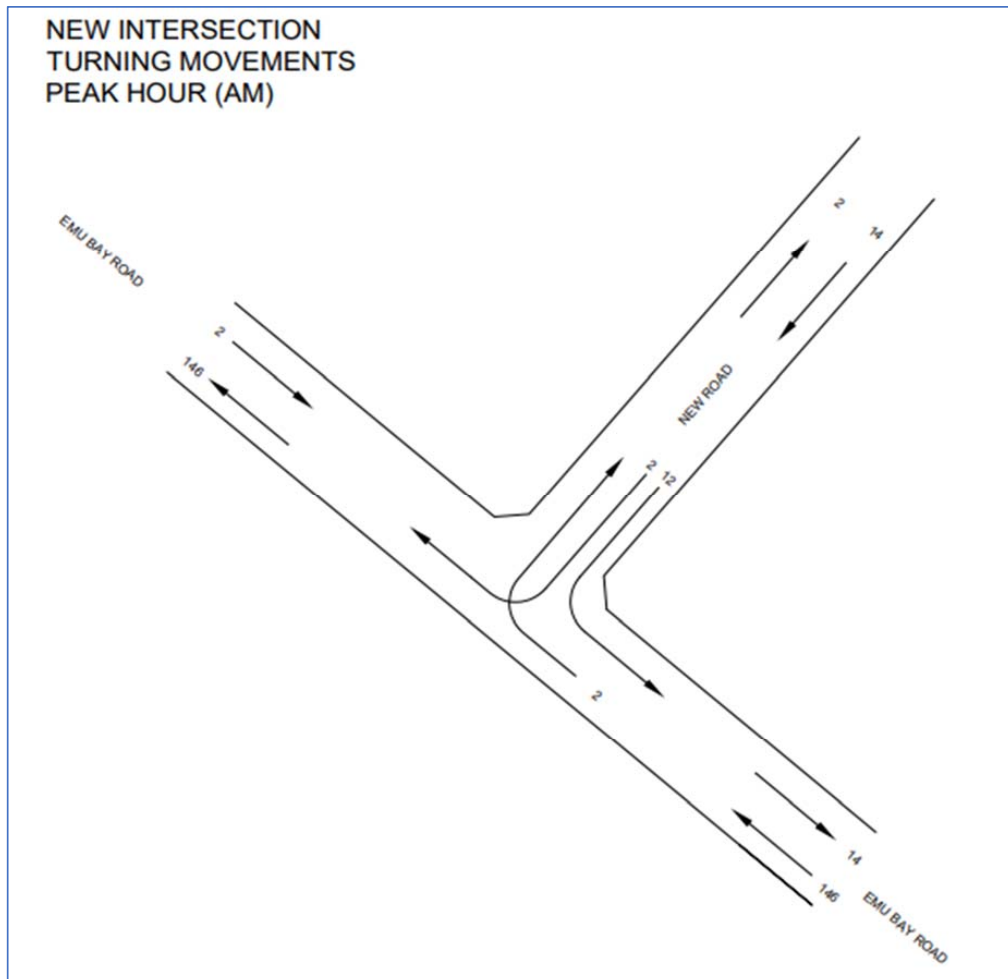 NEW INTERSECTION
TURNING MOVEMENTS
PEAK HOUR (AM)
2
14
EMU BAY ROAD
2
146
NEW ROAD
2 12
2
14
146
EMU BAY ROAD